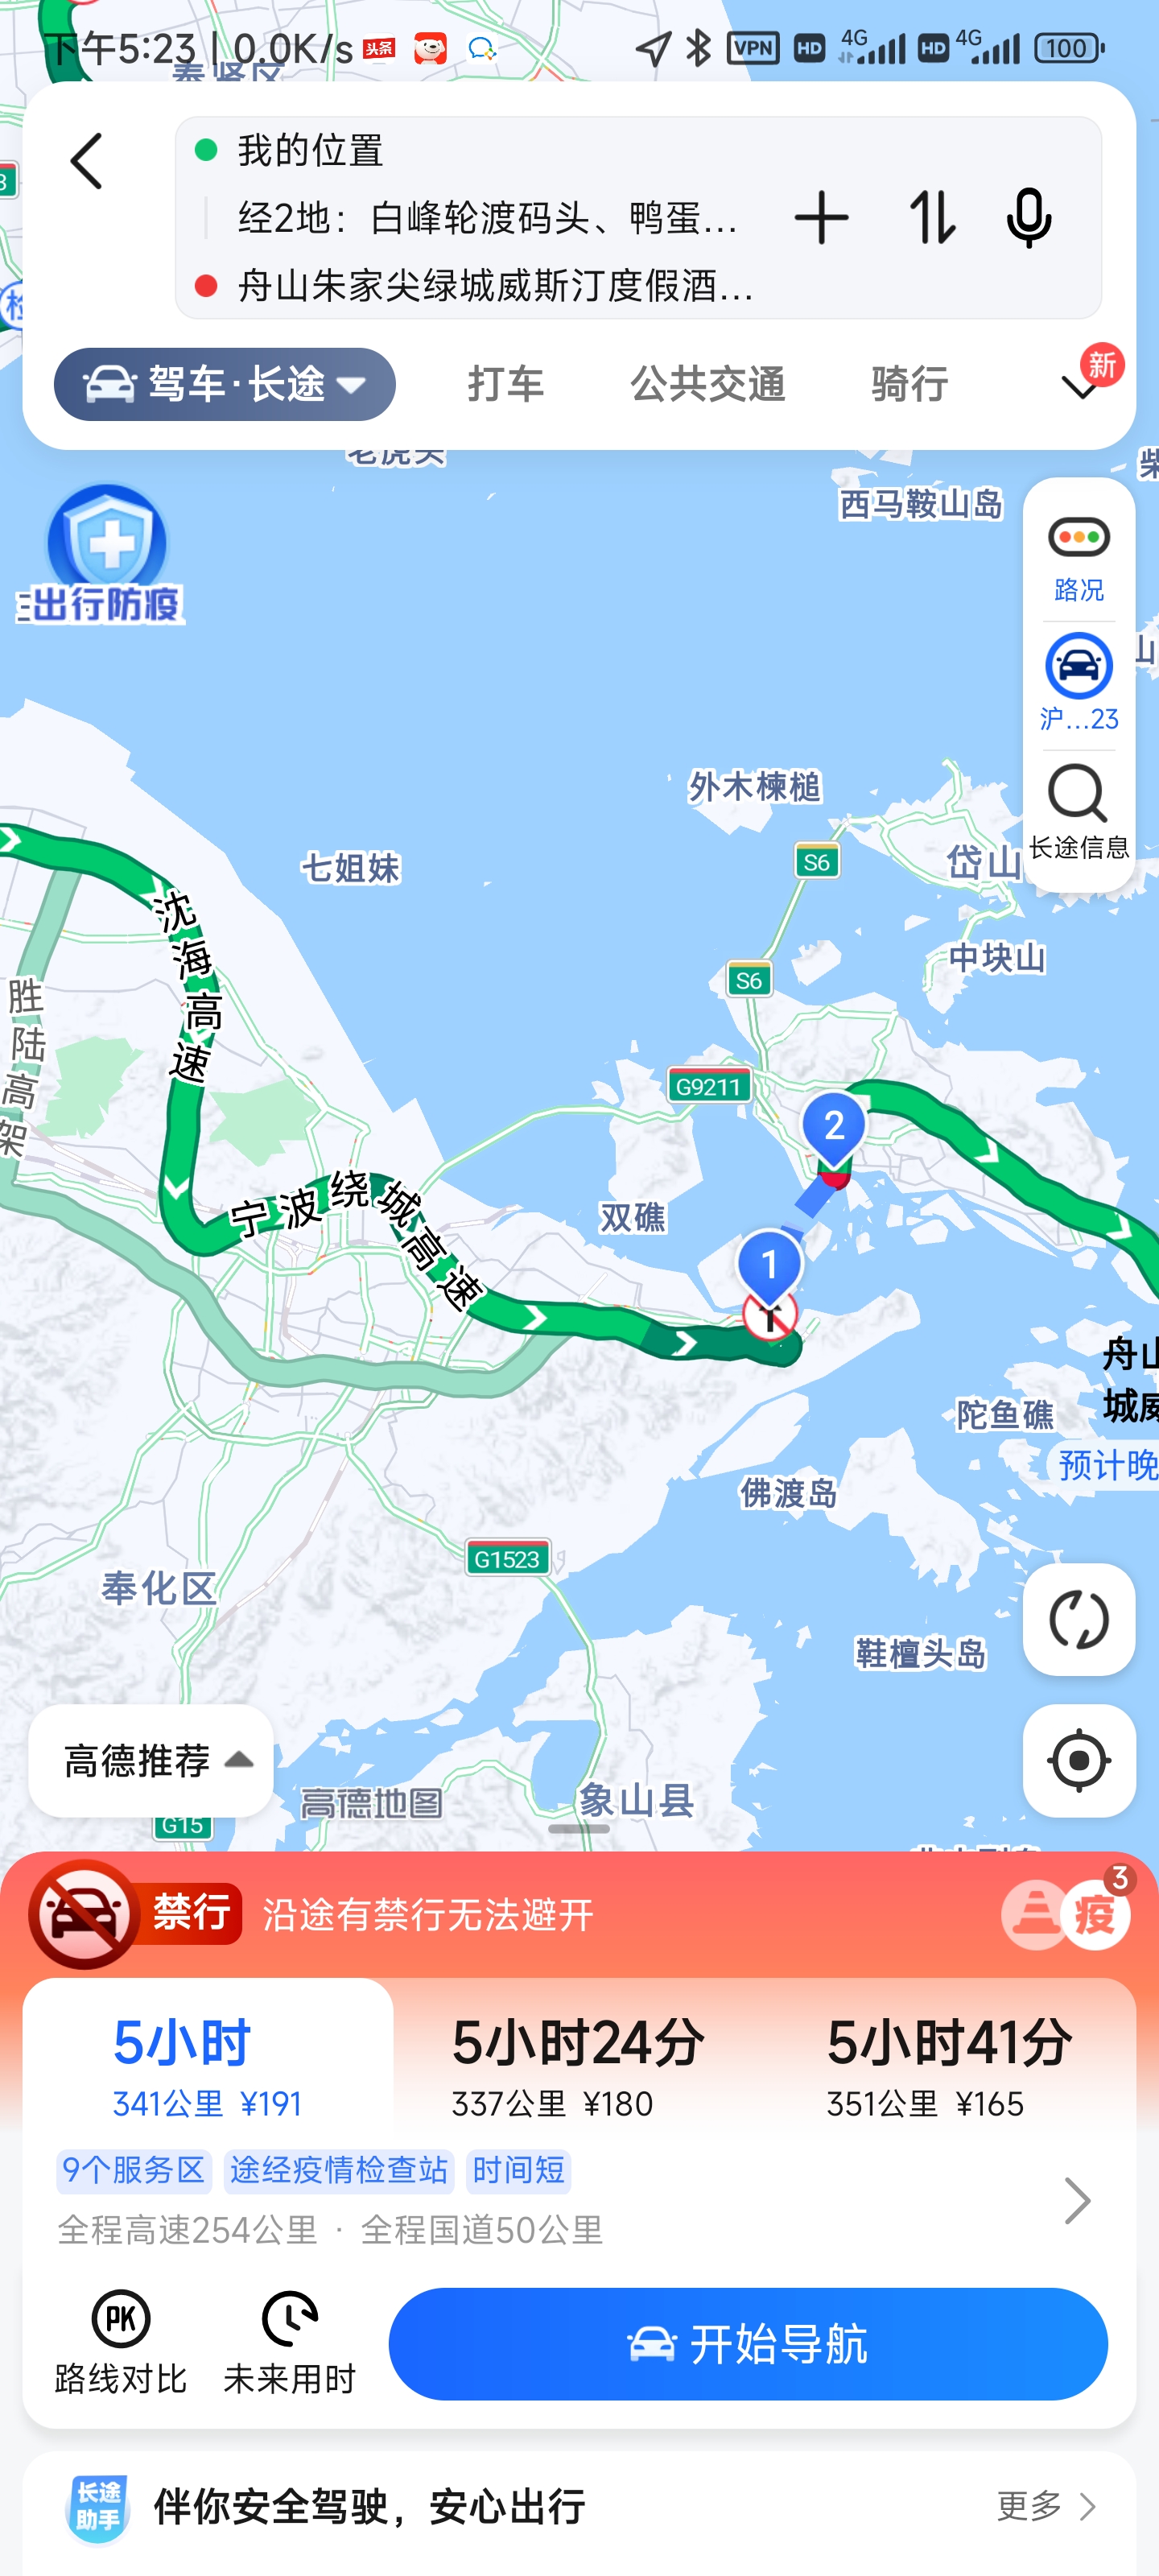 下午5:23 | 0.0K/s 头条 VPN HD 4G HD 4G 100
奉贤区
我的位置
经2地：白峰轮渡码头、鸭蛋...
舟山朱家尖绿城威斯汀度假酒...
驾车·长途
打车
公共交通
骑行
新
老虎头
西马鞍山岛
出行防疫
路况
沪...23
长途信息
外木楝槌
七姐妹
S6
岱山
S6
中块山
沈海高速
胜陆高架
G9211
2
双礁
宁波绕城高速
1
舟山
陀鱼礁
预计晚
佛渡岛
G1523
奉化区
鞋檀头岛
高德推荐
高德地图
象山县
G15
禁行
沿途有禁行无法避开
疫
3
5小时
341公里 ¥191
5小时24分
337公里 ¥180
5小时41分
351公里 ¥165
9个服务区
途经疫情检查站
时间短
全程高速254公里 · 全程国道50公里
PK
路线对比
未来用时
开始导航
长途
助手
伴你安全驾驶，安心出行
更多